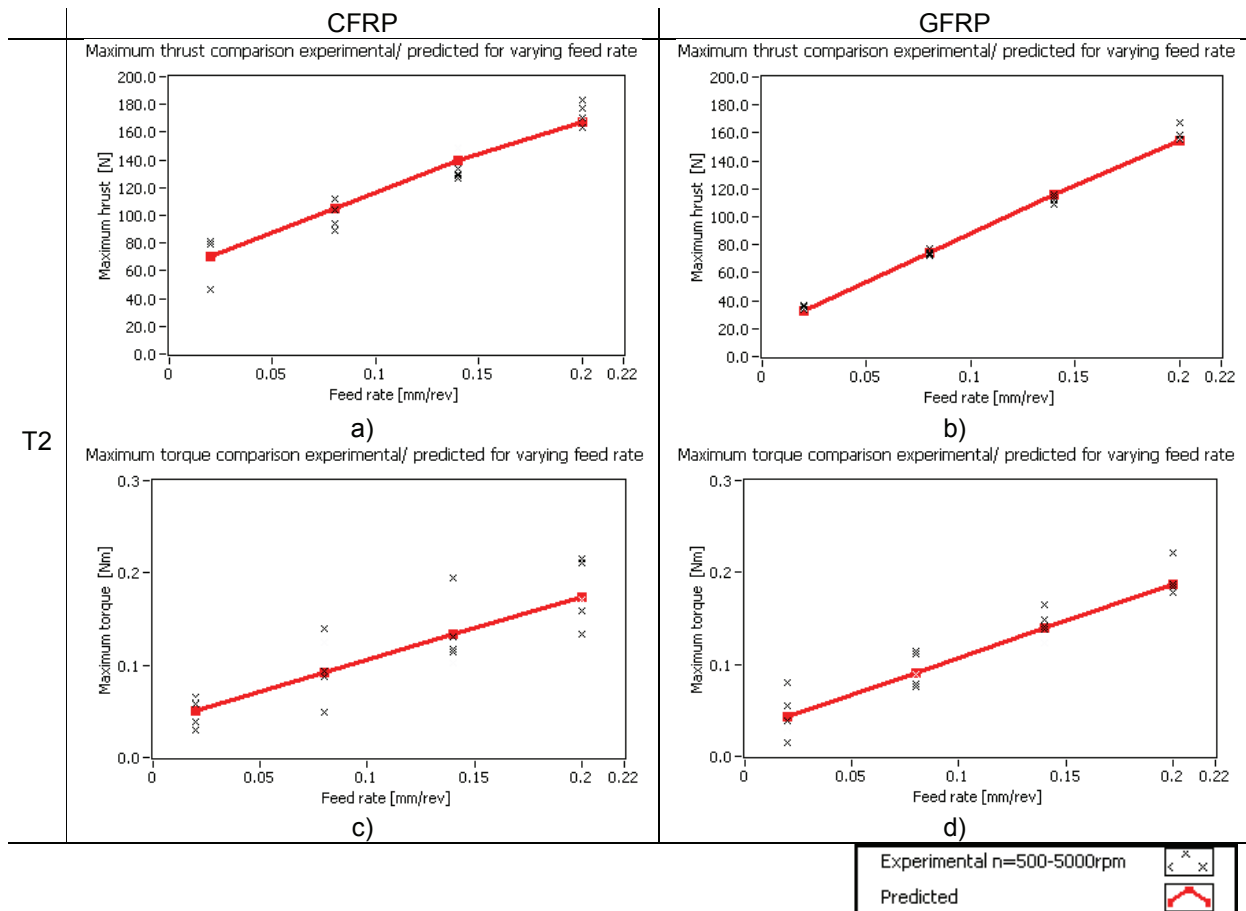 CFRP
GFRP
T2
Maximum thrust comparison experimental/ predicted for varying feed rate
Maximum hrust [N]
200.0
180.0
160.0
140.0
120.0
100.0
80.0
60.0
40.0
20.0
0.0
0 0.05 0.1 0.15 0.2 0.22
Feed rate [mm/rev]
a)
Maximum thrust comparison experimental/ predicted for varying feed rate
Maximum hrust [N]
200.0
180.0
160.0
140.0
120.0
100.0
80.0
60.0
40.0
20.0
0.0
0 0.05 0.1 0.15 0.2 0.22
Feed rate [mm/rev]
b)
Maximum torque comparison experimental/ predicted for varying feed rate
Maximum torque [Nm]
0.3
0.2
0.1
0.0
0 0.05 0.1 0.15 0.2 0.22
Feed rate [mm/rev]
c)
Maximum torque comparison experimental/ predicted for varying feed rate
Maximum torque [Nm]
0.3
0.2
0.1
0.0
0 0.05 0.1 0.15 0.2 0.22
Feed rate [mm/rev]
d)
Experimental n=500-5000rpm
Predicted